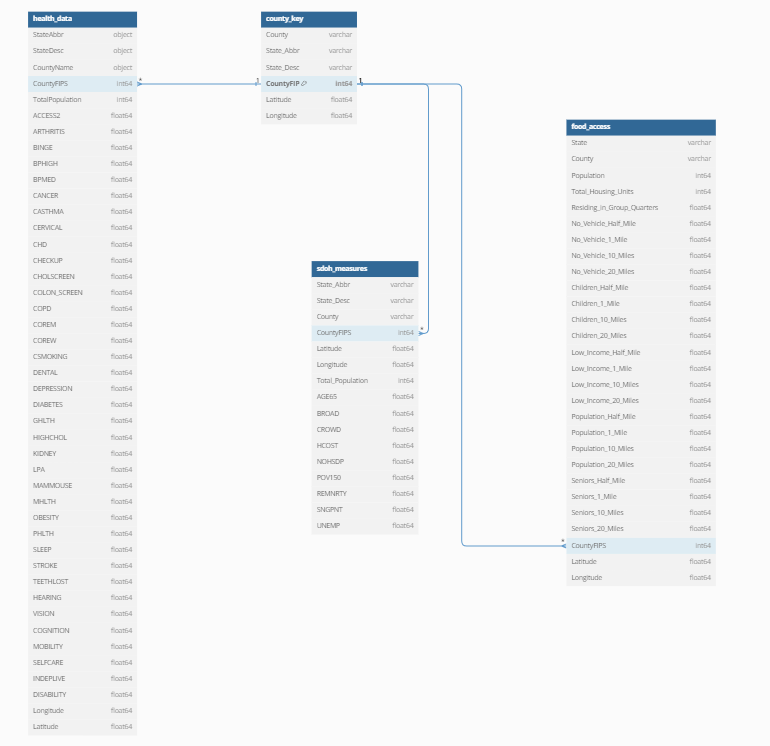 health_data
StateAbbr object
StateDesc object
CountyName object
CountyFIPS int64
TotalPopulation int64
ACCESS2 float64
ARTHRITIS float64
BINGE float64
BPHIGH float64
BPMED float64
CANCER float64
CASTHMA float64
CERVICAL float64
CHD float64
CHECKUP float64
CHOLSCREEN float64
COLON_SCREEN float64
COPD float64
COREM float64
COREW float64
CSMOKING float64
DENTAL float64
DEPRESSION float64
DIABETES float64
GHLTH float64
HIGHCHOL float64
KIDNEY float64
LPA float64
MAMMOUSE float64
MHLTH float64
OBESITY float64
PHLTH float64
SLEEP float64
STROKE float64
TEETHLOST float64
HEARING float64
VISION float64
COGNITION float64
MOBILITY float64
SELFCARE float64
INDEPLIVE float64
DISABILITY float64
Longitude float64
Latitude float64
* 1
county_key
County varchar
State_Abbr varchar
State_Desc varchar
CountyFIP int64
Latitude float64
Longitude float64
1
sdoh_measures
State_Abbr varchar
State_Desc varchar
County varchar
CountyFIPS int64 *
Latitude float64
Longitude float64
Total_Population int64
AGE65 float64
BROAD float64
CROWD float64
HCOST float64
NOHSDP float64
POV150 float64
REMNRTY float64
SNGPNT float64
UNEMP float64
food_access
State varchar
County varchar
Population int64
Total_Housing_Units int64
Residing_in_Group_Quarters float64
No_Vehicle_Half_Mile float64
No_Vehicle_1_Mile float64
No_Vehicle_10_Miles float64
No_Vehicle_20_Miles float64
Children_Half_Mile float64
Children_1_Mile float64
Children_10_Miles float64
Children_20_Miles float64
Low_Income_Half_Mile float64
Low_Income_1_Mile float64
Low_Income_10_Miles float64
Low_Income_20_Miles float64
Population_Half_Mile float64
Population_1_Mile float64
Population_10_Miles float64
Population_20_Miles float64
Seniors_Half_Mile float64
Seniors_1_Mile float64
Seniors_10_Miles float64
Seniors_20_Miles float64
* CountyFIPS int64
Latitude float64
Longitude float64